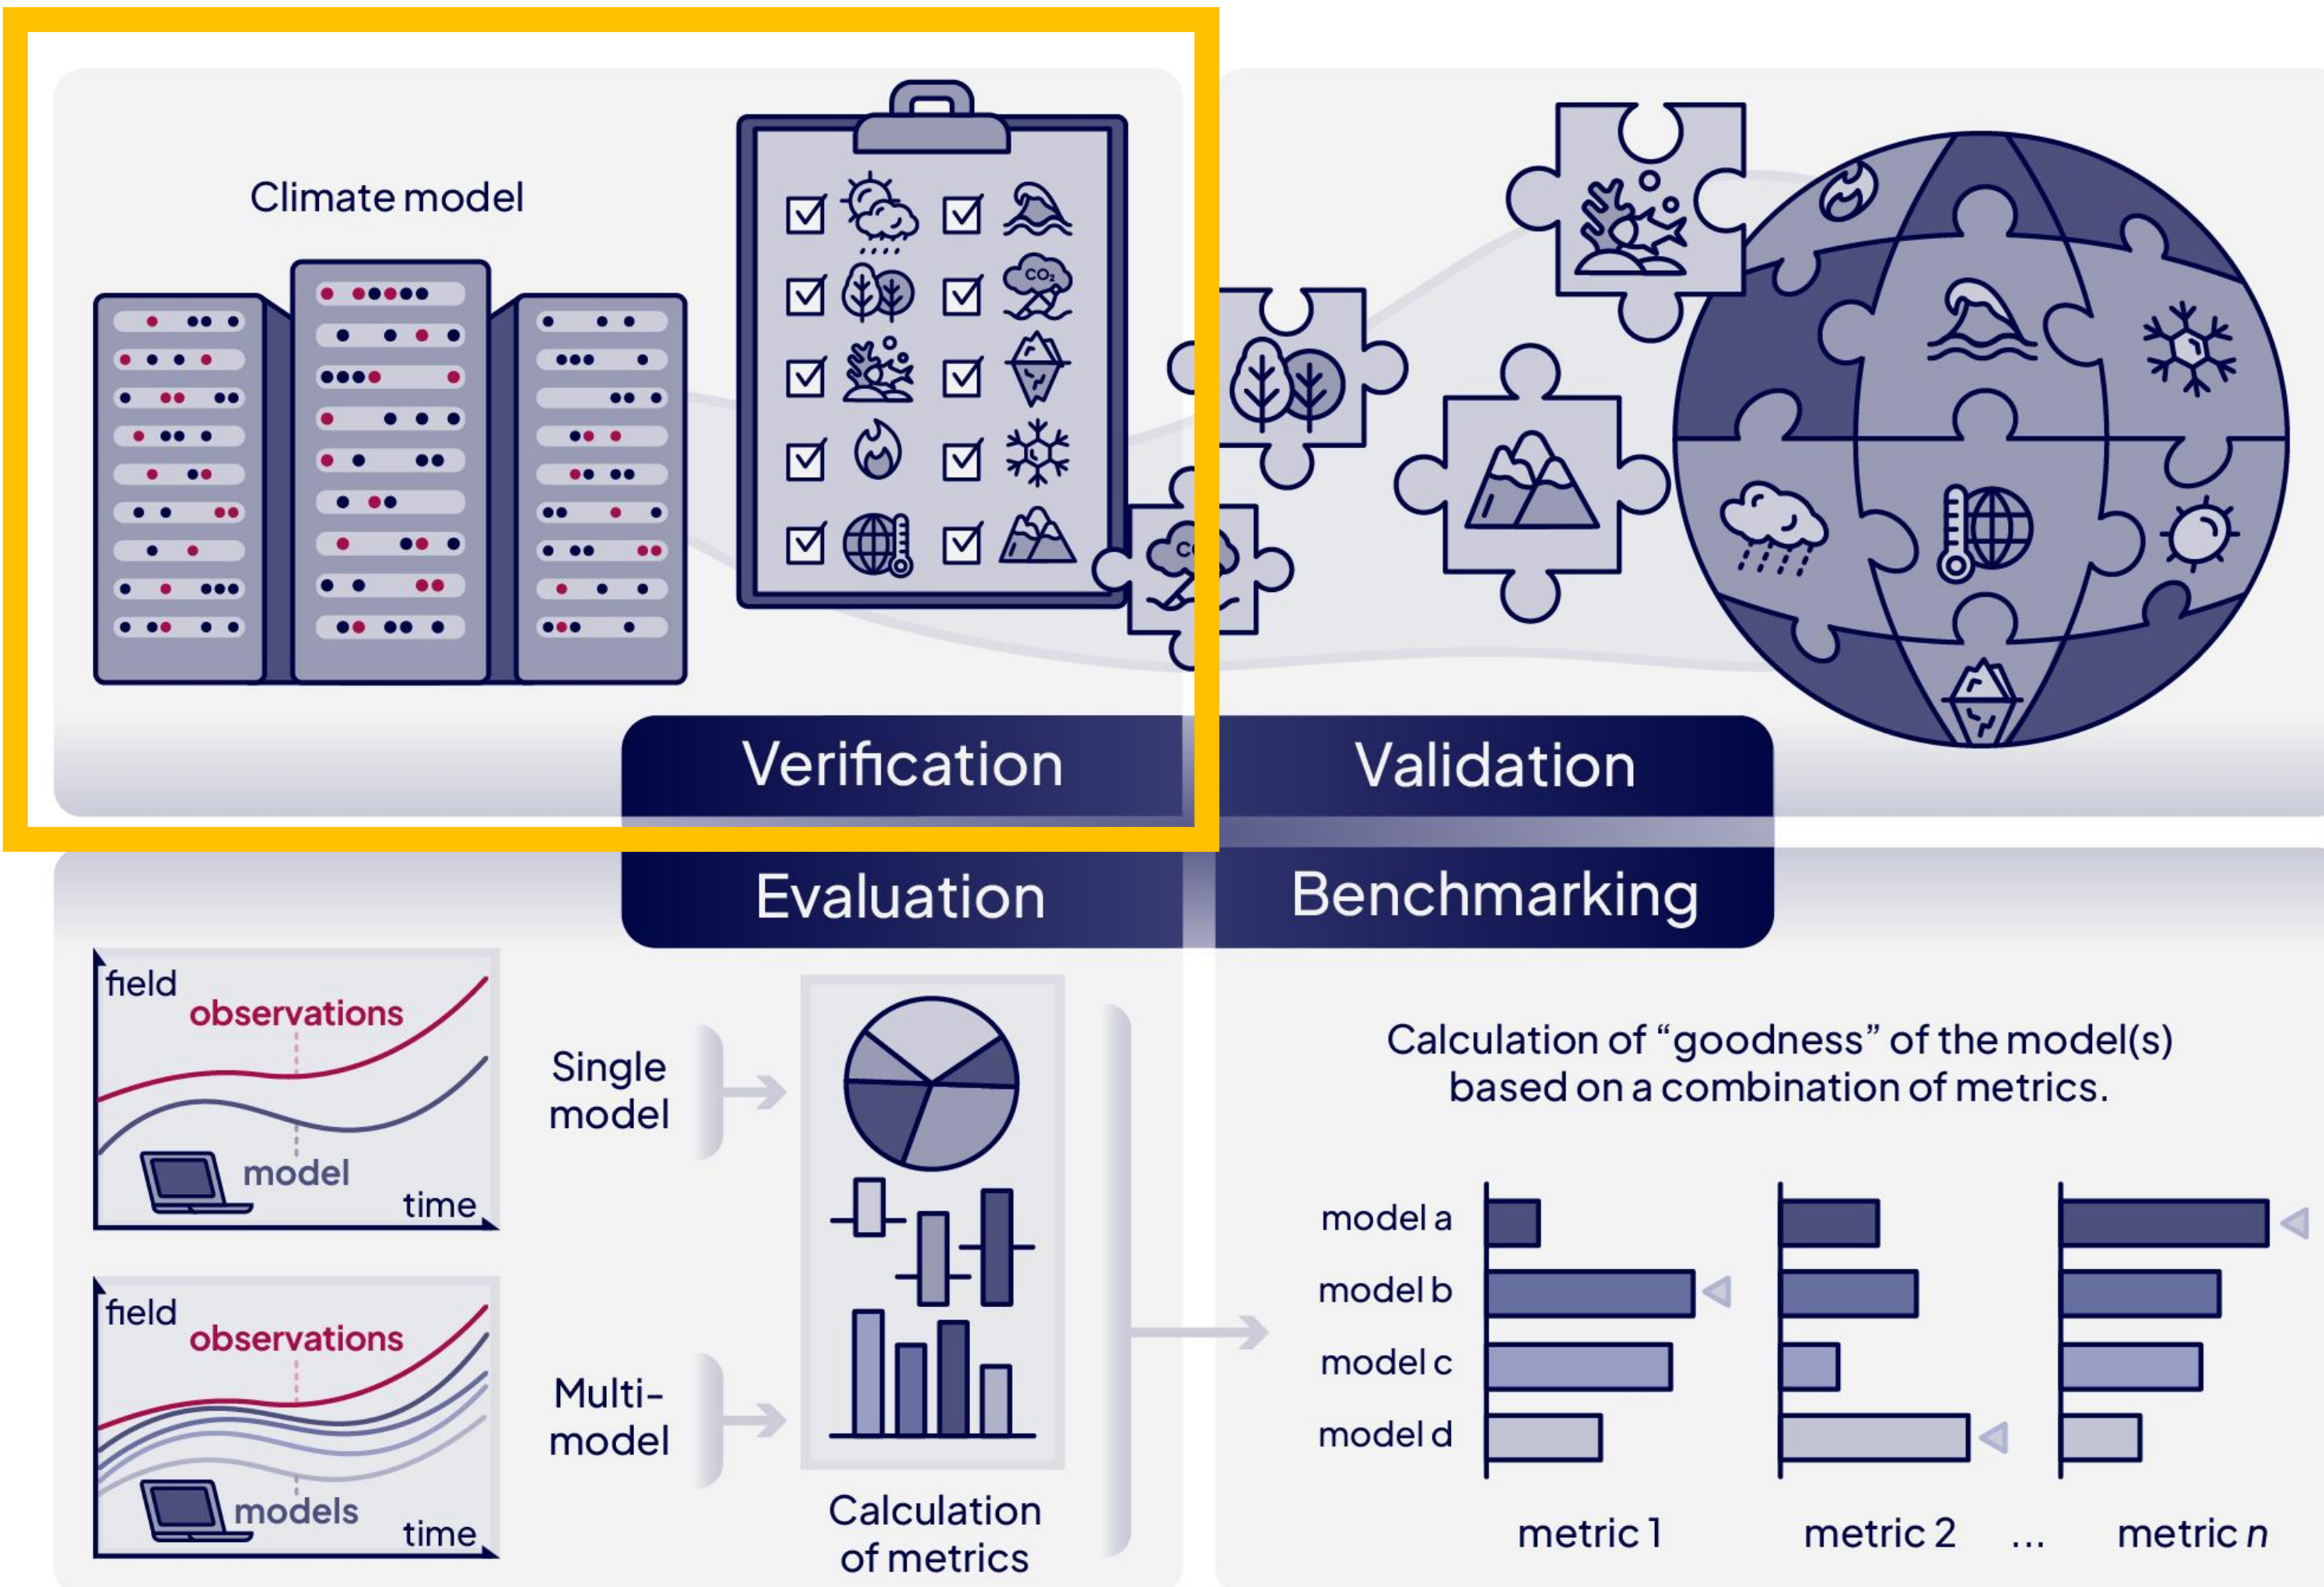 Climate model
CO₂
Verification
Validation
Evaluation
Benchmarking
field
observations
model
time
Single
model
field
observations
models
time
Multi-
model
Calculation
of metrics
Calculation of “goodness” of the model(s)
based on a combination of metrics.
model a
model b
model c
model d
metric 1
metric 2
...
metric n